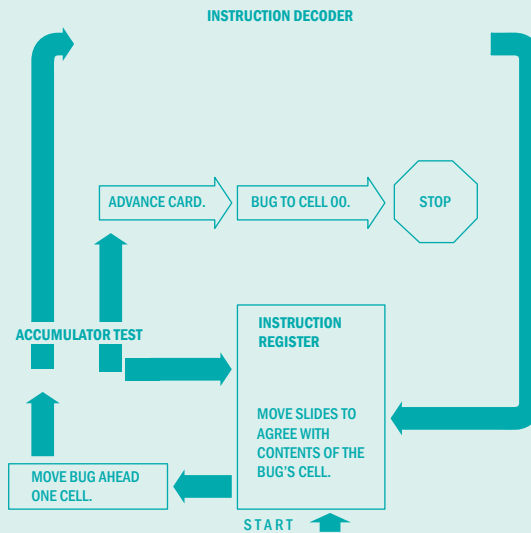 INSTRUCTION DECODER
ADVANCE CARD.
BUG TO CELL 00.
STOP
ACCUMULATOR TEST
INSTRUCTION
REGISTER
MOVE SLIDES TO
AGREE WITH
CONTENTS OF THE
BUG'S CELL.
MOVE BUG AHEAD
ONE CELL.
START